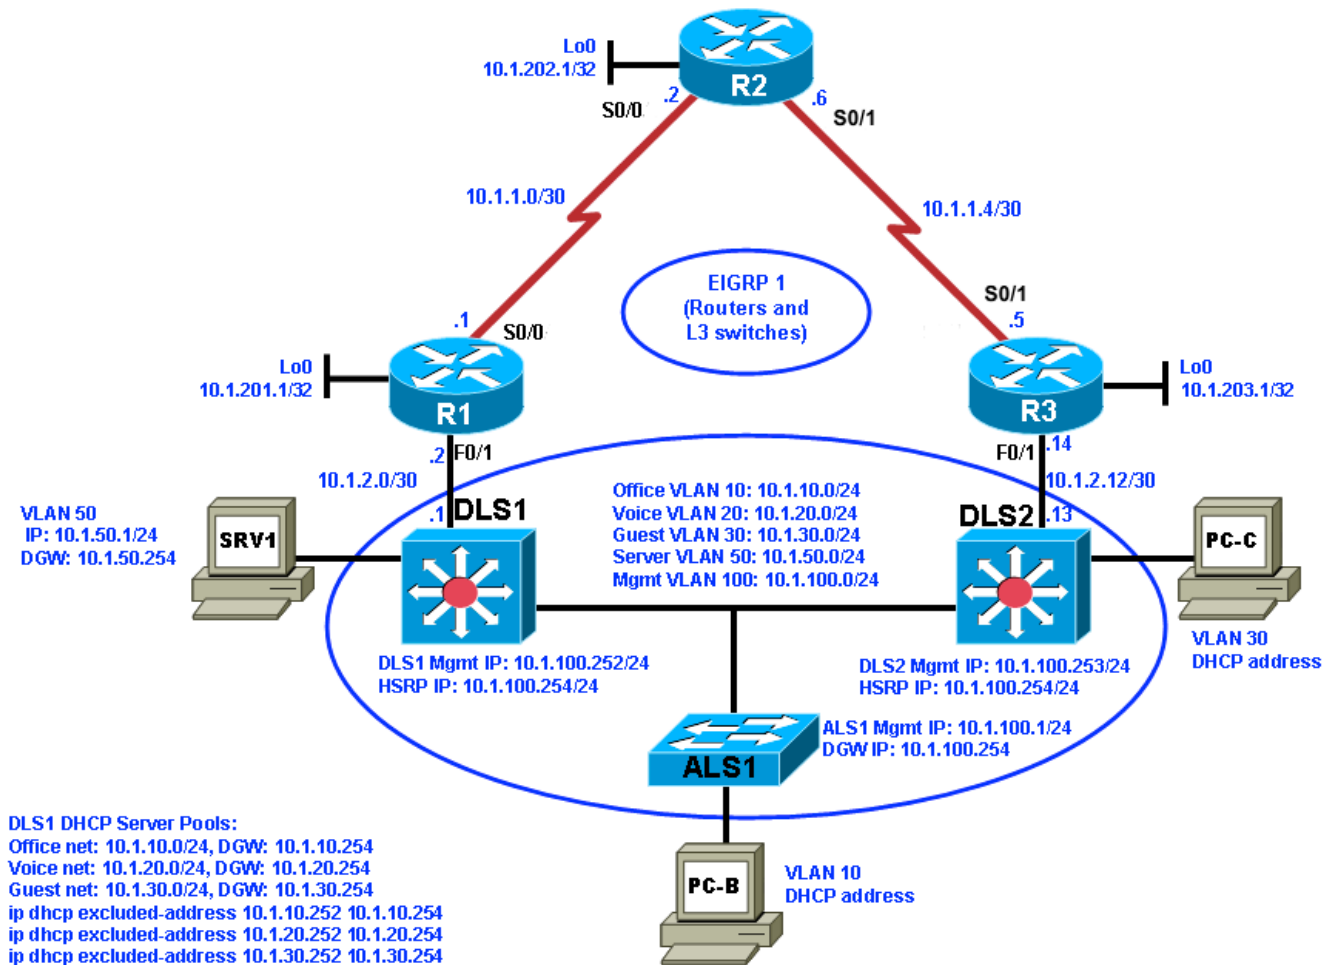 Lo0
10.1.202.1/32
R2
.2
.6
S0/0
S0/1
10.1.1.0/30
10.1.1.4/30
EIGRP 1
(Routers and
L3 switches)
S0/1
.1
.5
S0/0
Lo0
10.1.201.1/32
R1
R3
Lo0
10.1.203.1/32
.2
F0/1
F0/1
.14
10.1.2.0/30
10.1.2.12/30
VLAN 50
IP: 10.1.50.1/24
DGW: 10.1.50.254
SRV1
.1
DLS1
Office VLAN 10: 10.1.10.0/24
Voice VLAN 20: 10.1.20.0/24
Guest VLAN 30: 10.1.30.0/24
Server VLAN 50: 10.1.50.0/24
Mgmt VLAN 100: 10.1.100.0/24
DLS2
.13
PC-C
VLAN 30
DHCP address
DLS1 Mgmt IP: 10.1.100.252/24
HSRP IP: 10.1.100.254/24
DLS2 Mgmt IP: 10.1.100.253/24
HSRP IP: 10.1.100.254/24
ALS1 Mgmt IP: 10.1.100.1/24
DGW IP: 10.1.100.254
ALS1
PC-B
VLAN 10
DHCP address
DLS1 DHCP Server Pools:
Office net: 10.1.10.0/24, DGW: 10.1.10.254
Voice net: 10.1.20.0/24, DGW: 10.1.20.254
Guest net: 10.1.30.0/24, DGW: 10.1.30.254
ip dhcp excluded-address 10.1.10.252 10.1.10.254
ip dhcp excluded-address 10.1.20.252 10.1.20.254
ip dhcp excluded-address 10.1.30.252 10.1.30.254